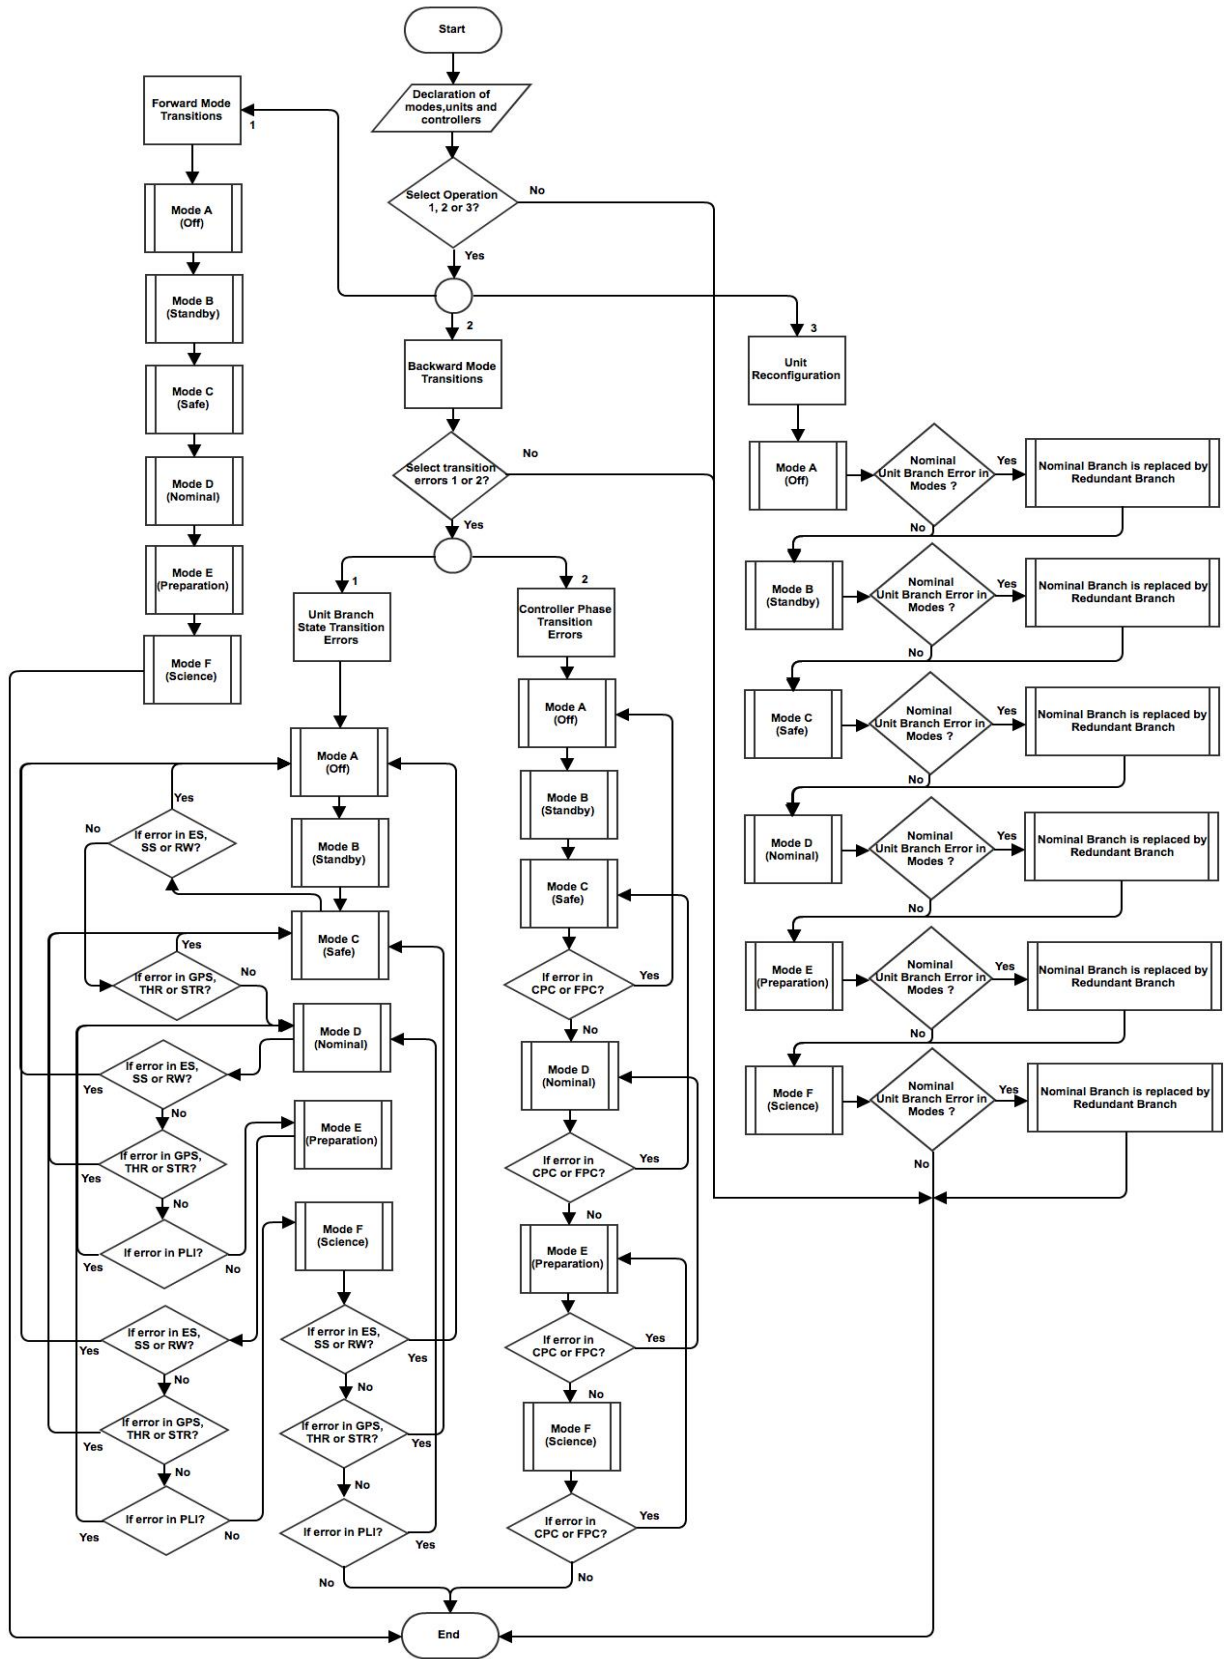 Start
Declaration of
modes,units and
controllers
Select Operation
1, 2 or 3?
No
Yes
1
2
3
Forward Mode
Transitions
Mode A
(Off)
Mode B
(Standby)
Mode C
(Safe)
Mode D
(Nominal)
Mode E
(Preparation)
Mode F
(Science)
Backward Mode
Transitions
Select transition
errors 1 or 2?
No
Yes
1
2
Unit Branch
State Transition
Errors
Mode A
(Off)
Mode B
(Standby)
Mode C
(Safe)
If error in ES,
SS or RW?
Yes
No
If error in GPS,
THR or STR?
Yes
No
Mode D
(Nominal)
If error in ES,
SS or RW?
Yes
No
If error in GPS,
THR or STR?
Yes
No
If error in PLI?
Yes
No
Mode E
(Preparation)
If error in ES,
SS or RW?
Yes
No
If error in GPS,
THR or STR?
Yes
No
If error in PLI?
Yes
No
Mode F
(Science)
If error in ES,
SS or RW?
Yes
No
If error in GPS,
THR or STR?
Yes
No
If error in PLI?
Yes
No
Controller Phase
Transition
Errors
Mode A
(Off)
Mode B
(Standby)
Mode C
(Safe)
If error in
CPC or FPC?
Yes
No
Mode D
(Nominal)
If error in
CPC or FPC?
Yes
No
Mode E
(Preparation)
If error in
CPC or FPC?
Yes
No
Mode F
(Science)
If error in
CPC or FPC?
Yes
No
Unit
Reconfiguration
Mode A
(Off)
Nominal
Unit Branch Error in
Modes ?
Yes
No
Nominal Branch is replaced by
Redundant Branch
Mode B
(Standby)
Nominal
Unit Branch Error in
Modes ?
Yes
No
Nominal Branch is replaced by
Redundant Branch
Mode C
(Safe)
Nominal
Unit Branch Error in
Modes ?
Yes
No
Nominal Branch is replaced by
Redundant Branch
Mode D
(Nominal)
Nominal
Unit Branch Error in
Modes ?
Yes
No
Nominal Branch is replaced by
Redundant Branch
Mode E
(Preparation)
Nominal
Unit Branch Error in
Modes ?
Yes
No
Nominal Branch is replaced by
Redundant Branch
Mode F
(Science)
Nominal
Unit Branch Error in
Modes ?
Yes
No
Nominal Branch is replaced by
Redundant Branch
End